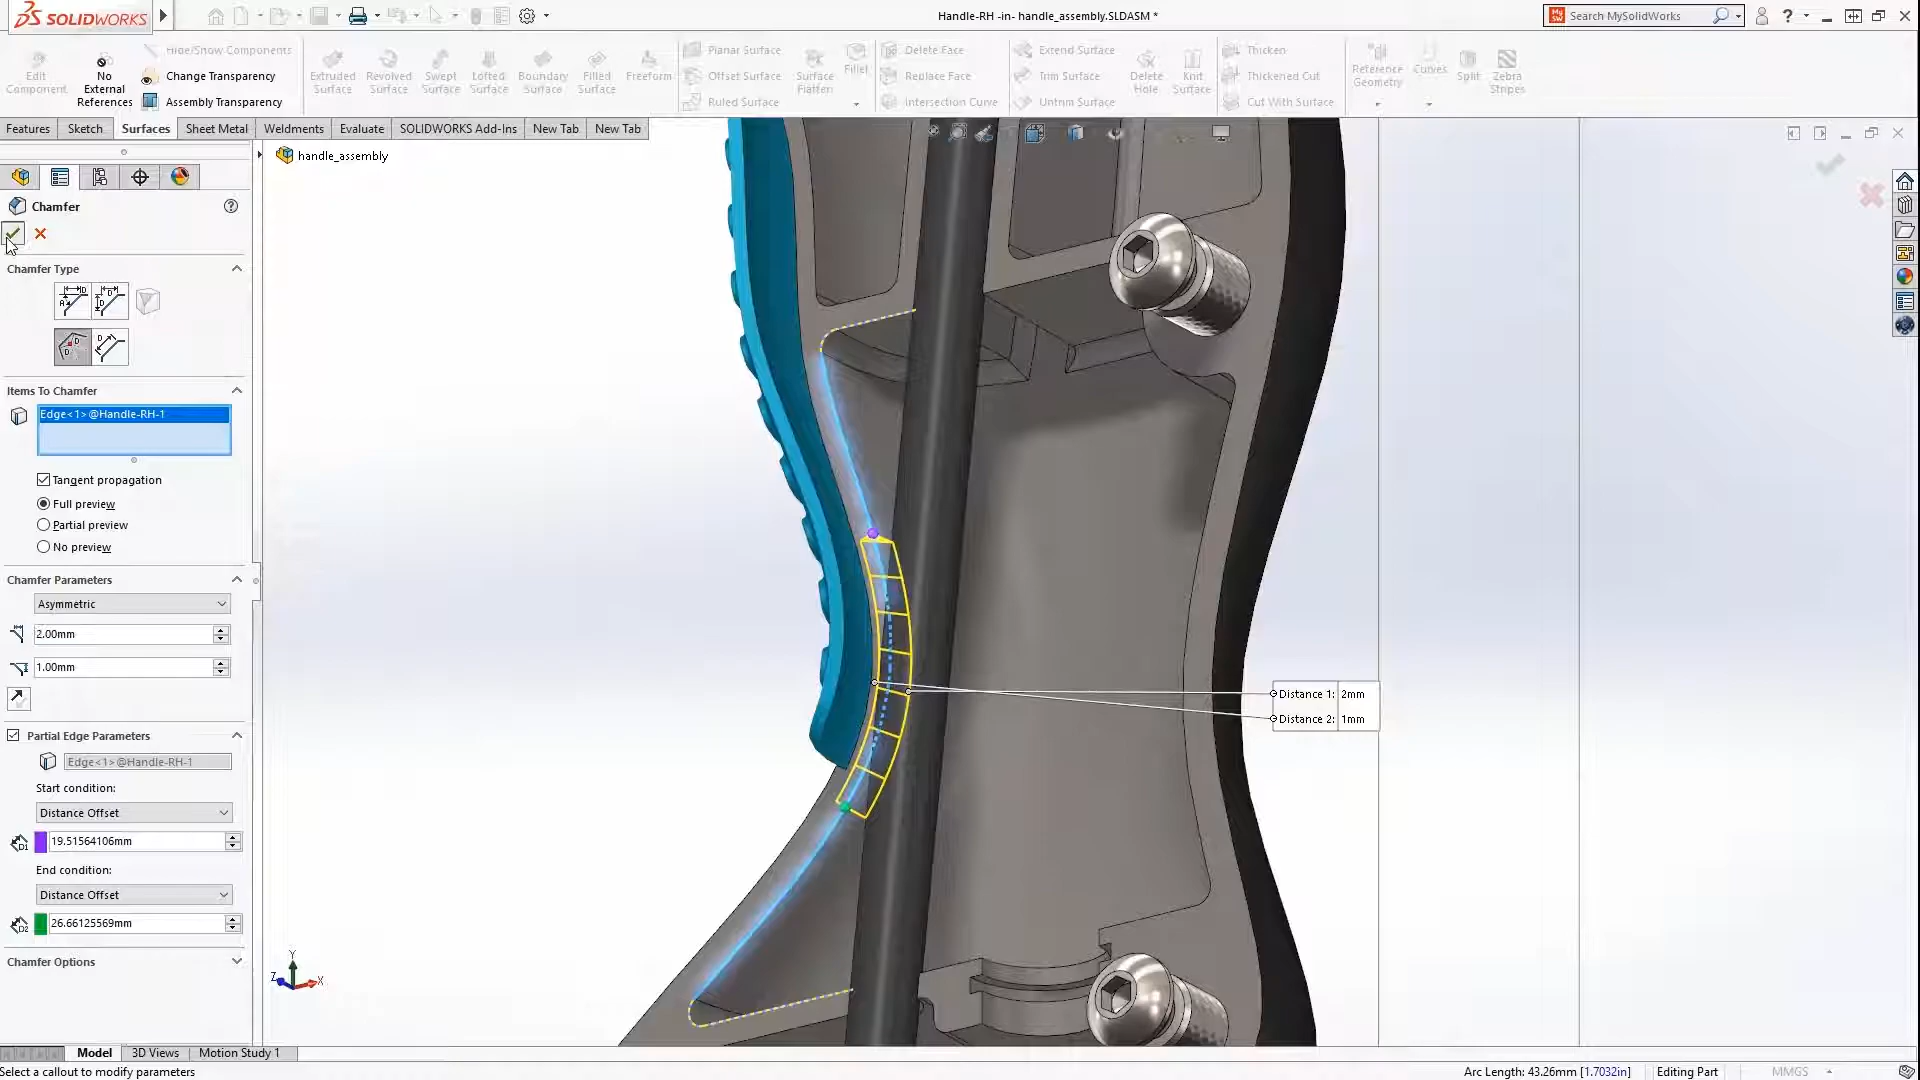 SOLIDWORKS
Handle-RH -in- handle_assembly.SLDASM *
Search MySolidWorks
Edit Component
No External References
Hide/Show Components
Change Transparency
Assembly Transparency
Extruded Surface
Revolved Surface
Swept Surface
Lofted Surface
Boundary Surface
Filled Surface
Freeform
Planar Surface
Offset Surface
Ruled Surface
Surface Flatten
Fillet
Delete Face
Replace Face
Intersection Curve
Extend Surface
Trim Surface
Untrim Surface
Delete Hole
Knit Surface
Thicken
Thickened Cut
Cut With Surface
Reference Geometry
Curves
Split
Zebra Stripes
Features
Sketch
Surfaces
Sheet Metal
Weldments
Evaluate
SOLIDWORKS Add-Ins
New Tab
New Tab
handle_assembly
Chamfer
Chamfer Type
Items To Chamfer
Edge<1>@Handle-RH-1
Tangent propagation
Full preview
Partial preview
No preview
Chamfer Parameters
Asymmetric
2.00mm
1.00mm
Partial Edge Parameters
Edge<1>@Handle-RH-1
Start condition:
Distance Offset
D1
19.51564106mm
End condition:
Distance Offset
D2
26.66125569mm
Chamfer Options
Distance 1: 2mm
Distance 2: 1mm
Y
Z
X
Model
3D Views
Motion Study 1
Select a callout to modify parameters
Arc Length: 43.26mm [1.7032in]
Editing Part
MMGS